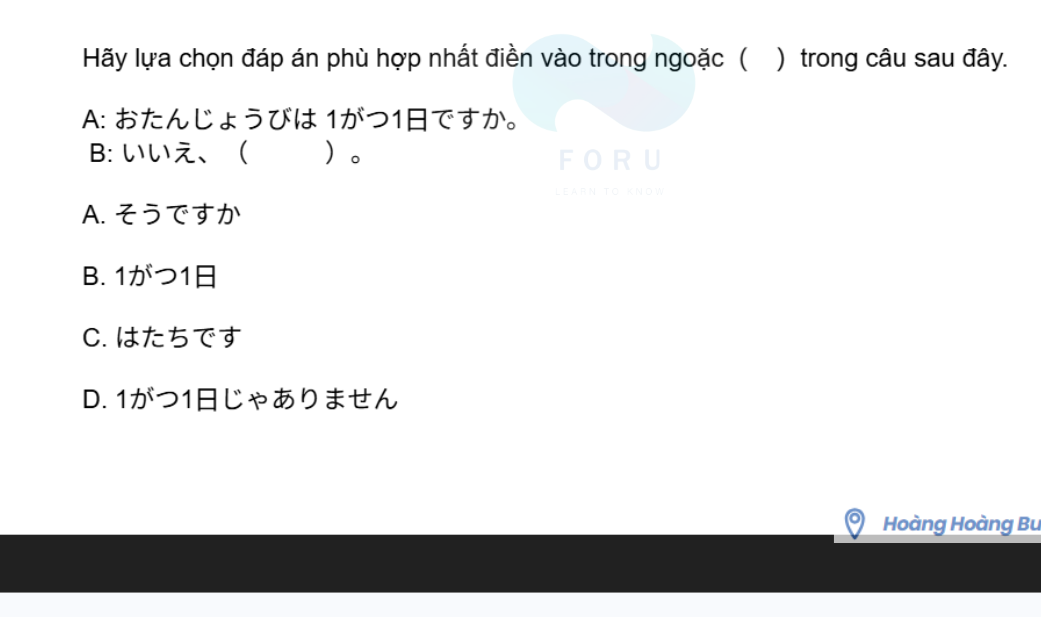 Hãy lựa chọn đáp án phù hợp nhất điền vào trong ngoặc (   ) trong câu sau đây.
A: おたんじょうびは 1がつ1日ですか。
B: いいえ、（          ）。
FORU
LEARN TO KNOW
A. そうですか
B. 1がつ1日
C. はたちです
D. 1がつ1日じゃありません
Hoàng Hoàng Bu